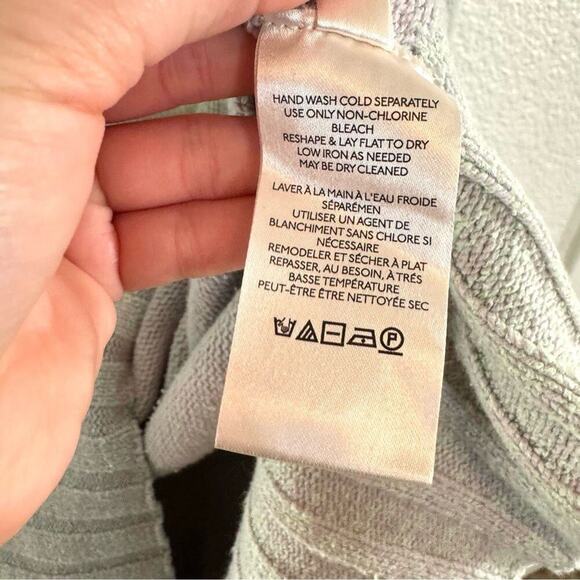 HAND WASH COLD SEPARATELY
USE ONLY NON-CHLORINE
BLEACH
RESHAPE & LAY FLAT TO DRY
LOW IRON AS NEEDED
MAY BE DRY CLEANED
LAVER À LA MAIN À L'EAU FROIDE
SÉPARÉMEN
UTILISER UN AGENT DE
BLANCHIMENT SANS CHLORE SI
NÉCESSAIRE
REMODELER ET SÉCHER À PLAT
REPASSER, AU BESOIN, À TRÉS
BASSE TEMPÉRATURE
PEUT-ÊTRE ÊTRE NETTOYÉE SEC
P